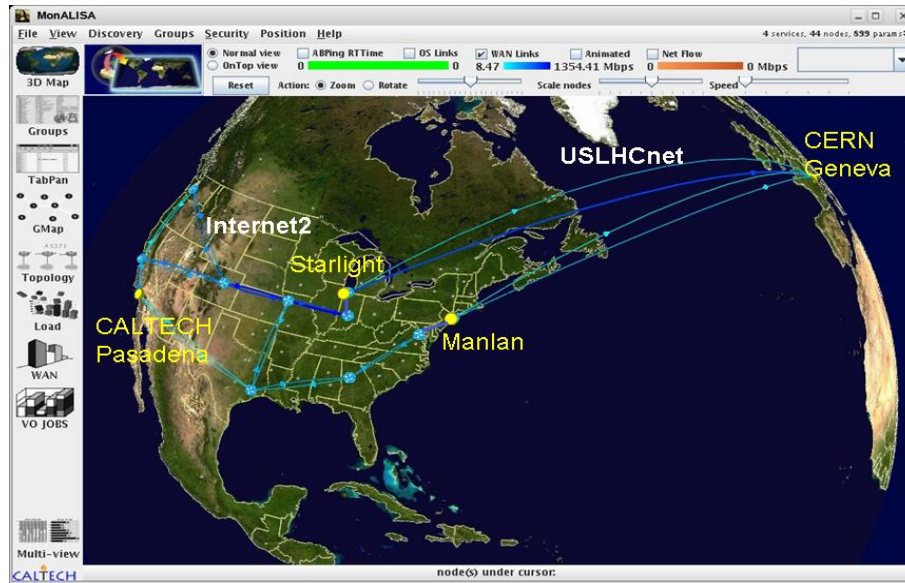 MonALISA
File View Discovery Groups Security Position Help
4 services, 44 nodes, 899 params
3D Map
Groups
TabPan
GMap
Topology
Load
WAN
VO JOBS
Multi-view
CALTECH
Normal view
OnTop view
ABPing RTTime
0 0
OS Links
WAN Links
8.47 1354.41 Mbps
Animated
Net Flow
0 0 Mbps
Reset
Action: Zoom Rotate
Scale nodes
Speed
USLHCnet
CERN
Geneva
Internet2
Starlight
CALTECH
Pasadena
Manlan
node(s) under cursor: